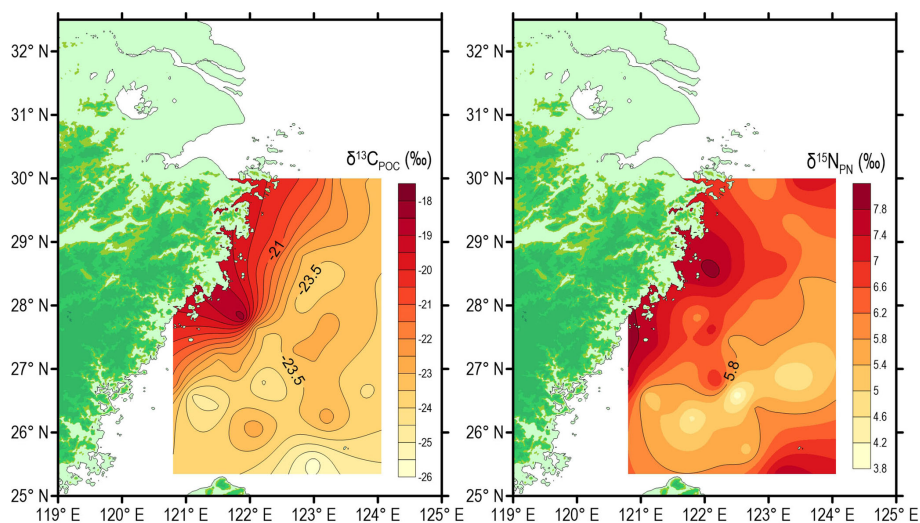 32° N
31° N
30° N
29° N
28° N
27° N
26° N
25° N
119° E
120° E
121° E
122° E
123° E
124° E
125° E
δ¹³C_POC (‰)
-18
-19
-20
-21
-22
-23
-24
-25
-26
-21
-23.5
-23.5
32° N
31° N
30° N
29° N
28° N
27° N
26° N
25° N
119° E
120° E
121° E
122° E
123° E
124° E
125° E
δ¹⁵N_PN (‰)
7.8
7.4
7
6.6
6.2
5.8
5.4
5
4.6
4.2
3.8
5.8